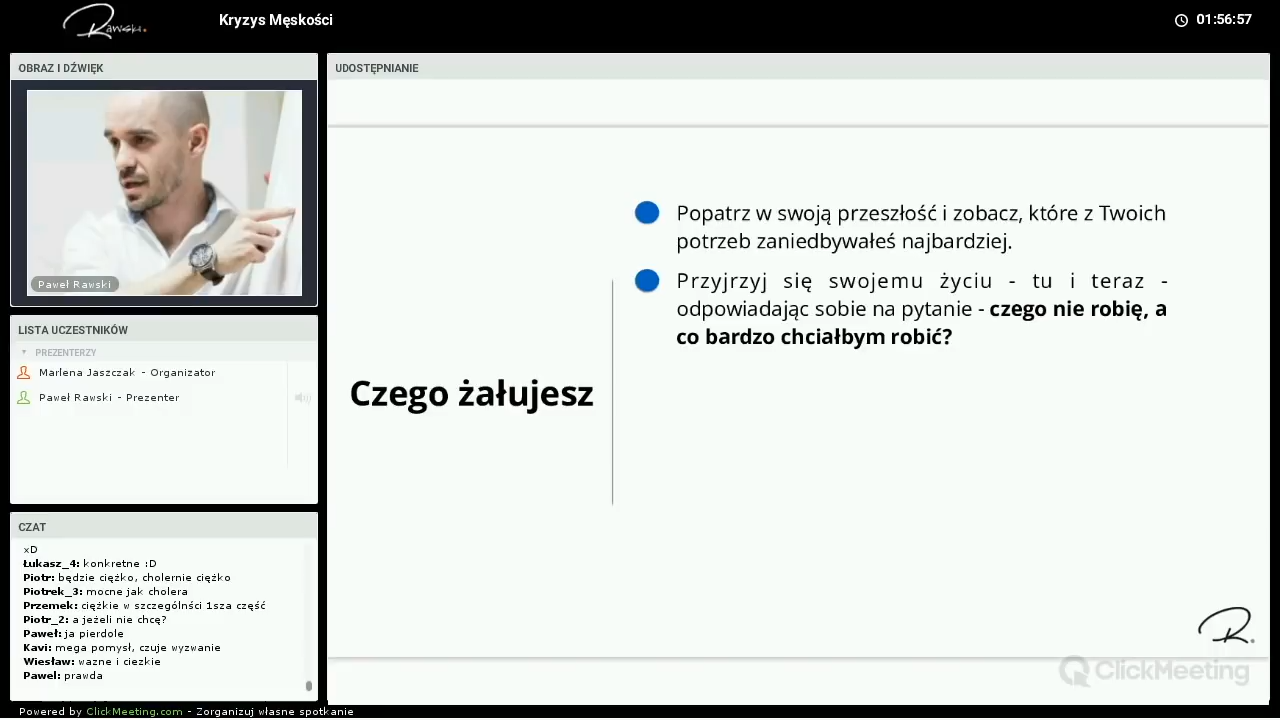 Rawski.
Kryzys Męskości
01:56:57
OBRAZ I DŹWIĘK
Paweł Rawski
LISTA UCZESTNIKÓW
PREZENTERZY
Marlena Jaszczak - Organizator
Paweł Rawski - Prezenter
CZAT
xD
Łukasz_4: konkretne :D
Piotr: będzie ciężko, cholernie ciężko
Piotrek_3: mocne jak cholera
Przemek: ciężkie w szczególnści 1sza część
Piotr_2: a jeżeli nie chcę?
Paweł: ja pierdole
Kavi: mega pomysł, czuje wyzwanie
Wiesław: wazne i ciezkie
Pawel: prawda
UDOSTĘPNIANIE
Czego żałujesz
Popatrz w swoją przeszłość i zobacz, które z Twoich
potrzeb zaniedbywałeś najbardziej.
Przyjrzyj się swojemu życiu - tu i teraz -
odpowiadając sobie na pytanie - czego nie robię, a
co bardzo chciałbym robić?
R.
ClickMeeting
Powered by ClickMeeting.com - Zorganizuj własne spotkanie